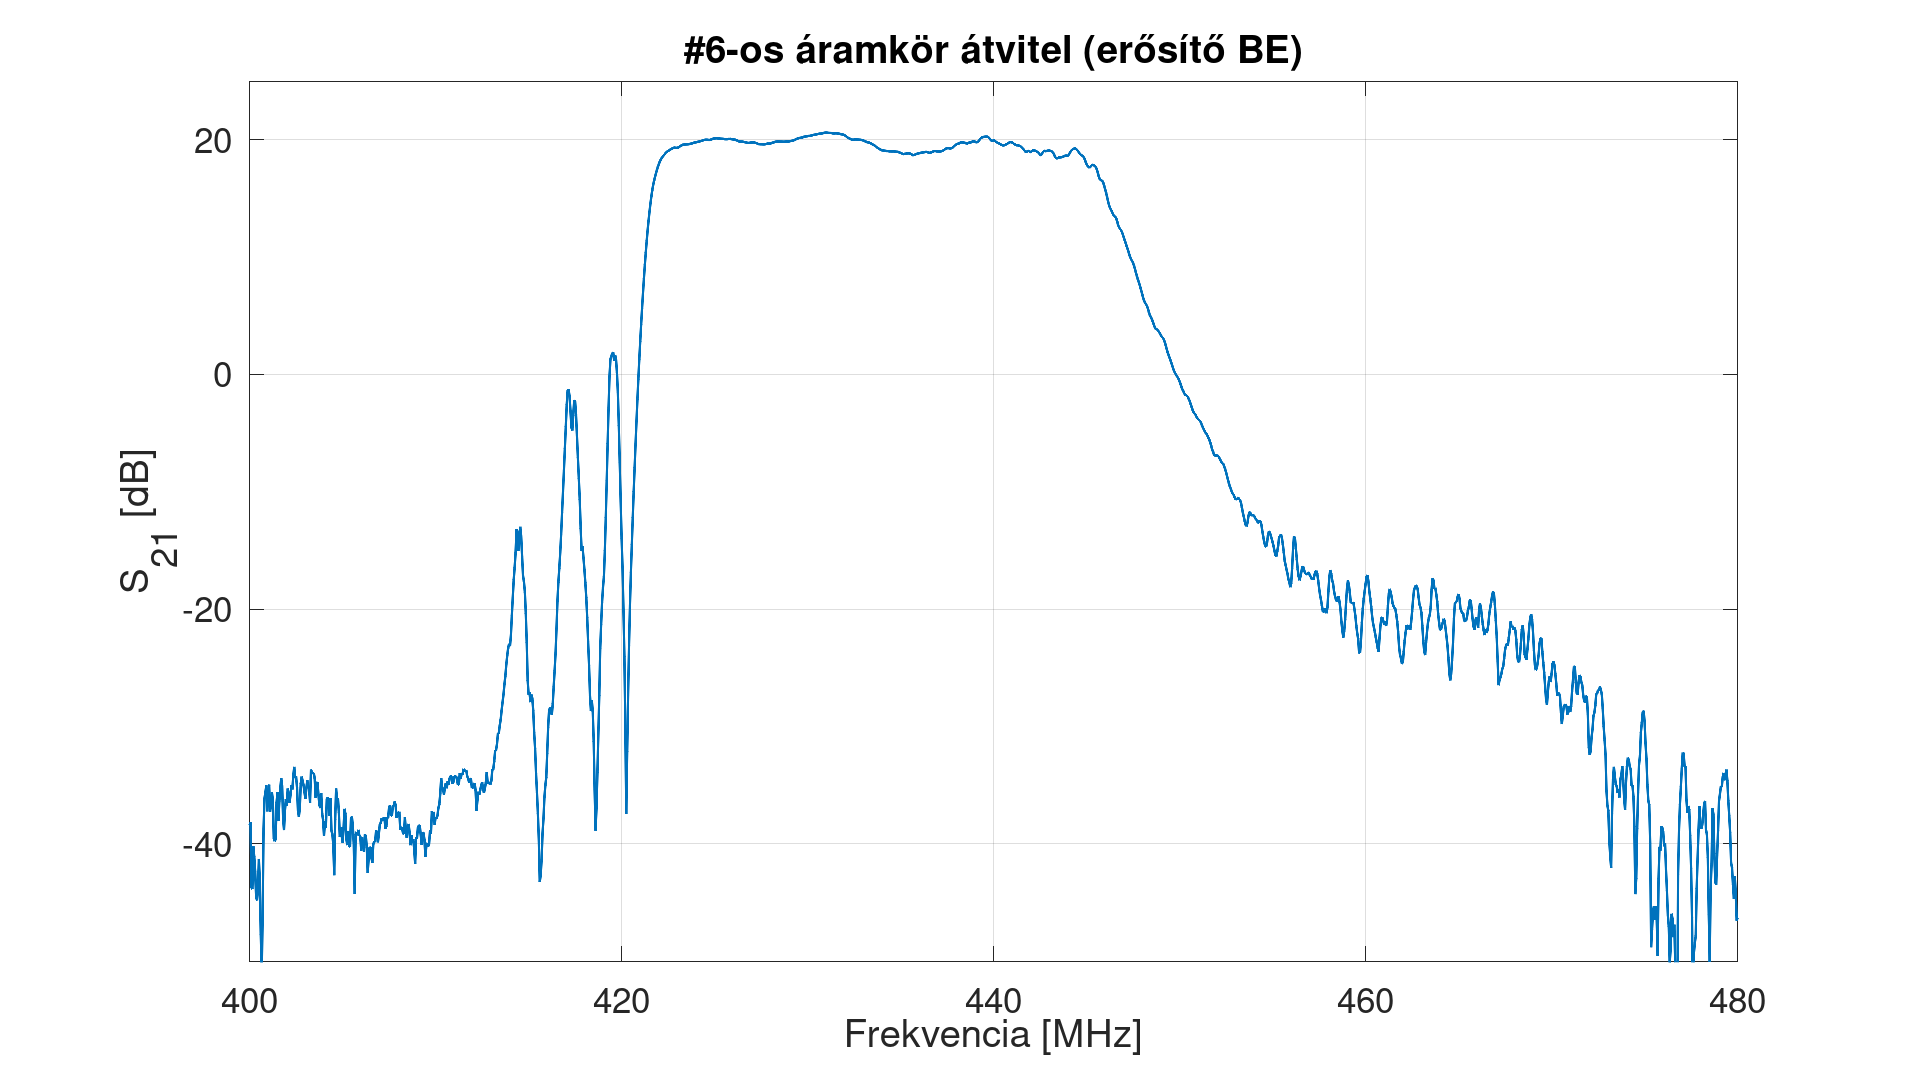 #6-os áramkör átvitel (erősítő BE)
20
0
-20
-40
S21 [dB]
400 420 440 460 480
Frekvencia [MHz]